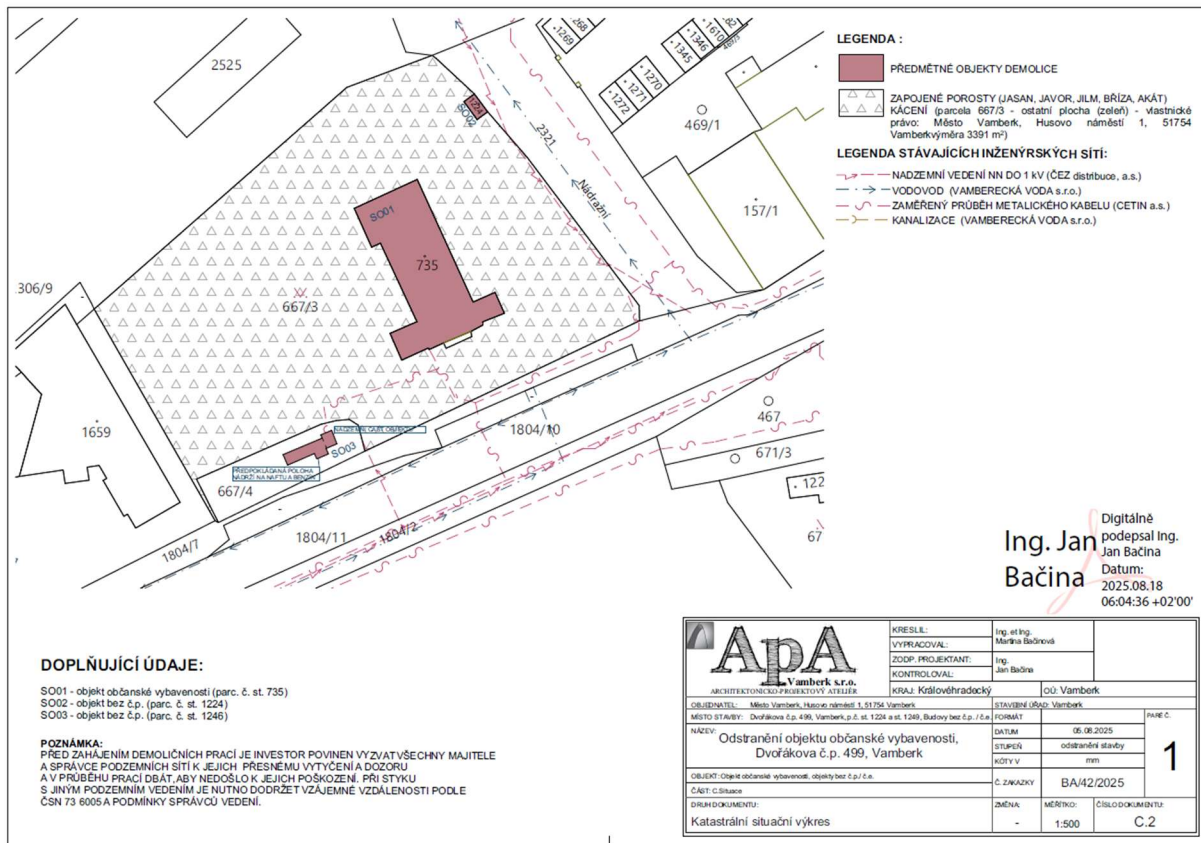 2525
1268
1269
1272
1271
1270
1345
1346
1610
469/1
157/1
1224
SO02
2321
Nádražní
SO01
735
667/3
306/9
1659
SO03
PŘEDPOKLÁDANÁ POLOHA
NÁDRŽÍ NA NAFTU A BENZÍN
667/4
1804/10
467
671/3
122
67
1804/7
1804/11
1804/2
LEGENDA :
PŘEDMĚTNÉ OBJEKTY DEMOLICE
ZAPOJENÉ POROSTY (JASAN, JAVOR, JILM, BŘÍZA, AKÁT)
KÁCENÍ (parcela 667/3 - ostatní plocha (zeleň) - vlastnické
právo: Město Vamberk, Husovo náměstí 1, 51754
Vamberkvýměra 3391 m²)
LEGENDA STÁVAJÍCÍCH INŽENÝRSKÝCH SÍTÍ:
NADZEMNÍ VEDENÍ NN DO 1 kV (ČEZ distribuce, a.s.)
VODOVOD (VAMBERECKÁ VODA s.r.o.)
ZAMĚŘENÝ PRŮBĚH METALICKÉHO KABELU (CETIN a.s.)
KANALIZACE (VAMBERECKÁ VODA s.r.o.)
Ing. Jan
Bačina
Digitálně
podepsal Ing.
Jan Bačina
Datum:
2025.08.18
06:04:36 +02'00'
DOPLŇUJÍCÍ ÚDAJE:
SO01 - objekt občanské vybavenosti (parc. č. st. 735)
SO02 - objekt bez č.p. (parc. č. st. 1224)
SO03 - objekt bez č.p. (parc. č. st. 1246)
POZNÁMKA:
PŘED ZAHÁJENÍM DEMOLIČNÍCH PRACÍ JE INVESTOR POVINEN VYZVAT VŠECHNY MAJITELE
A SPRÁVCE PODZEMNÍCH SÍTÍ K JEJICH PŘESNÉMU VYTYČENÍ A DOZORU
A V PRŮBĚHU PRACÍ DBÁT, ABY NEDOŠLO K JEJICH POŠKOZENÍ. PŘI STYKU
S JINÝM PODZEMNÍM VEDENÍM JE NUTNO DODRŽET VZÁJEMNÉ VZDÁLENOSTI PODLE
ČSN 73 6005 A PODMÍNKY SPRÁVCŮ VEDENÍ.
ApA
Vamberk s.r.o.
ARCHITEKTONICKO-PROJEKTOVÝ ATELIÉR
KRESLIL:
VYPRACOVAL:
Ing. et Ing.
Martina Bačinová
ZODP. PROJEKTANT:
KONTROLOVAL:
Ing.
Jan Bačina
KRAJ: Královéhradecký
OÚ: Vamberk
OBJEDNATEL: Město Vamberk, Husovo náměstí 1, 51754 Vamberk
STAVEBNÍ ÚŘAD: Vamberk
MÍSTO STAVBY: Dvořákova č.p. 499, Vamberk, p.č. st. 1224 a st. 1249, Budovy bez č.p. / č.e.
FORMÁT
PARÉ Č.
NÁZEV:
Odstranění objektu občanské vybavenosti,
Dvořákova č.p. 499, Vamberk
DATUM 05.08.2025
STUPEŇ odstranění stavby
KÓTY V mm
1
OBJEKT: Objekt občanské vybavenosti, objekty bez č.p./ č.e.
ČÁST: C.Situace
Č. ZAKÁZKY BA/42/2025
DRUH DOKUMENTU:
Katastrální situační výkres
ZMĚNA:
-
MĚŘÍTKO:
1:500
ČÍSLO DOKUMENTU:
C.2